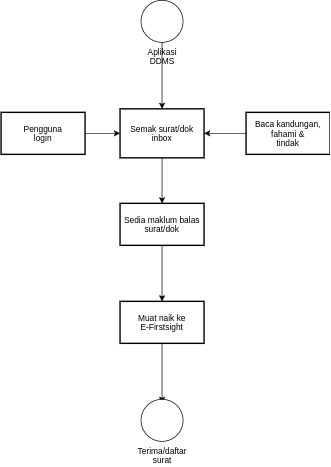 Aplikasi
DDMS
Pengguna
login
Semak surat/dok
inbox
Baca kandungan,
fahami &
tindak
Sedia maklum balas
surat/dok
Muat naik ke
E-Firstsight
Terima/daftar
surat